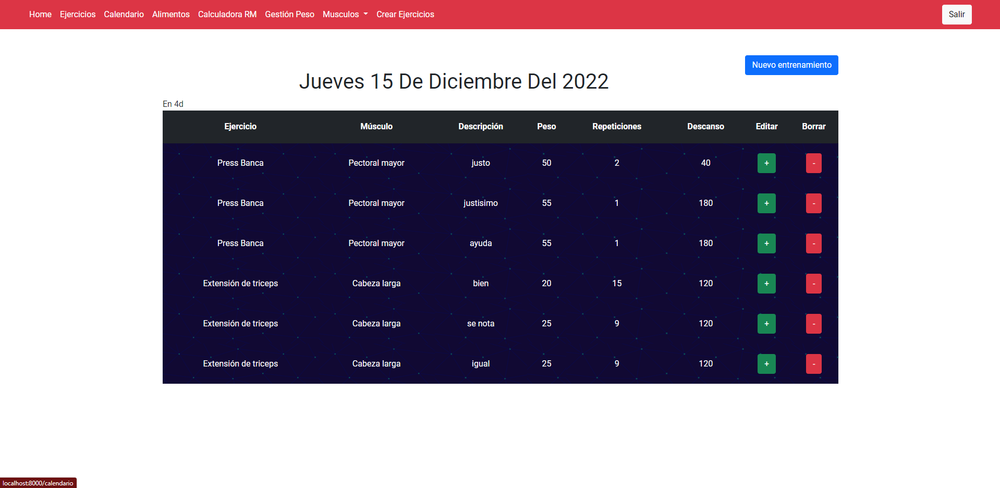 Home Ejercicios Calendario Alimentos Calculadora RM Gestión Peso Musculos Crear Ejercicios Salir
Nuevo entrenamiento
Jueves 15 De Diciembre Del 2022
En 4d
Ejercicio Músculo Descripción Peso Repeticiones Descanso Editar Borrar
Press Banca Pectoral mayor justo 50 2 40 + -
Press Banca Pectoral mayor justisimo 55 1 180 + -
Press Banca Pectoral mayor ayuda 55 1 180 + -
Extensión de triceps Cabeza larga bien 20 15 120 + -
Extensión de triceps Cabeza larga se nota 25 9 120 + -
Extensión de triceps Cabeza larga igual 25 9 120 + -
localhost:8000/calendario